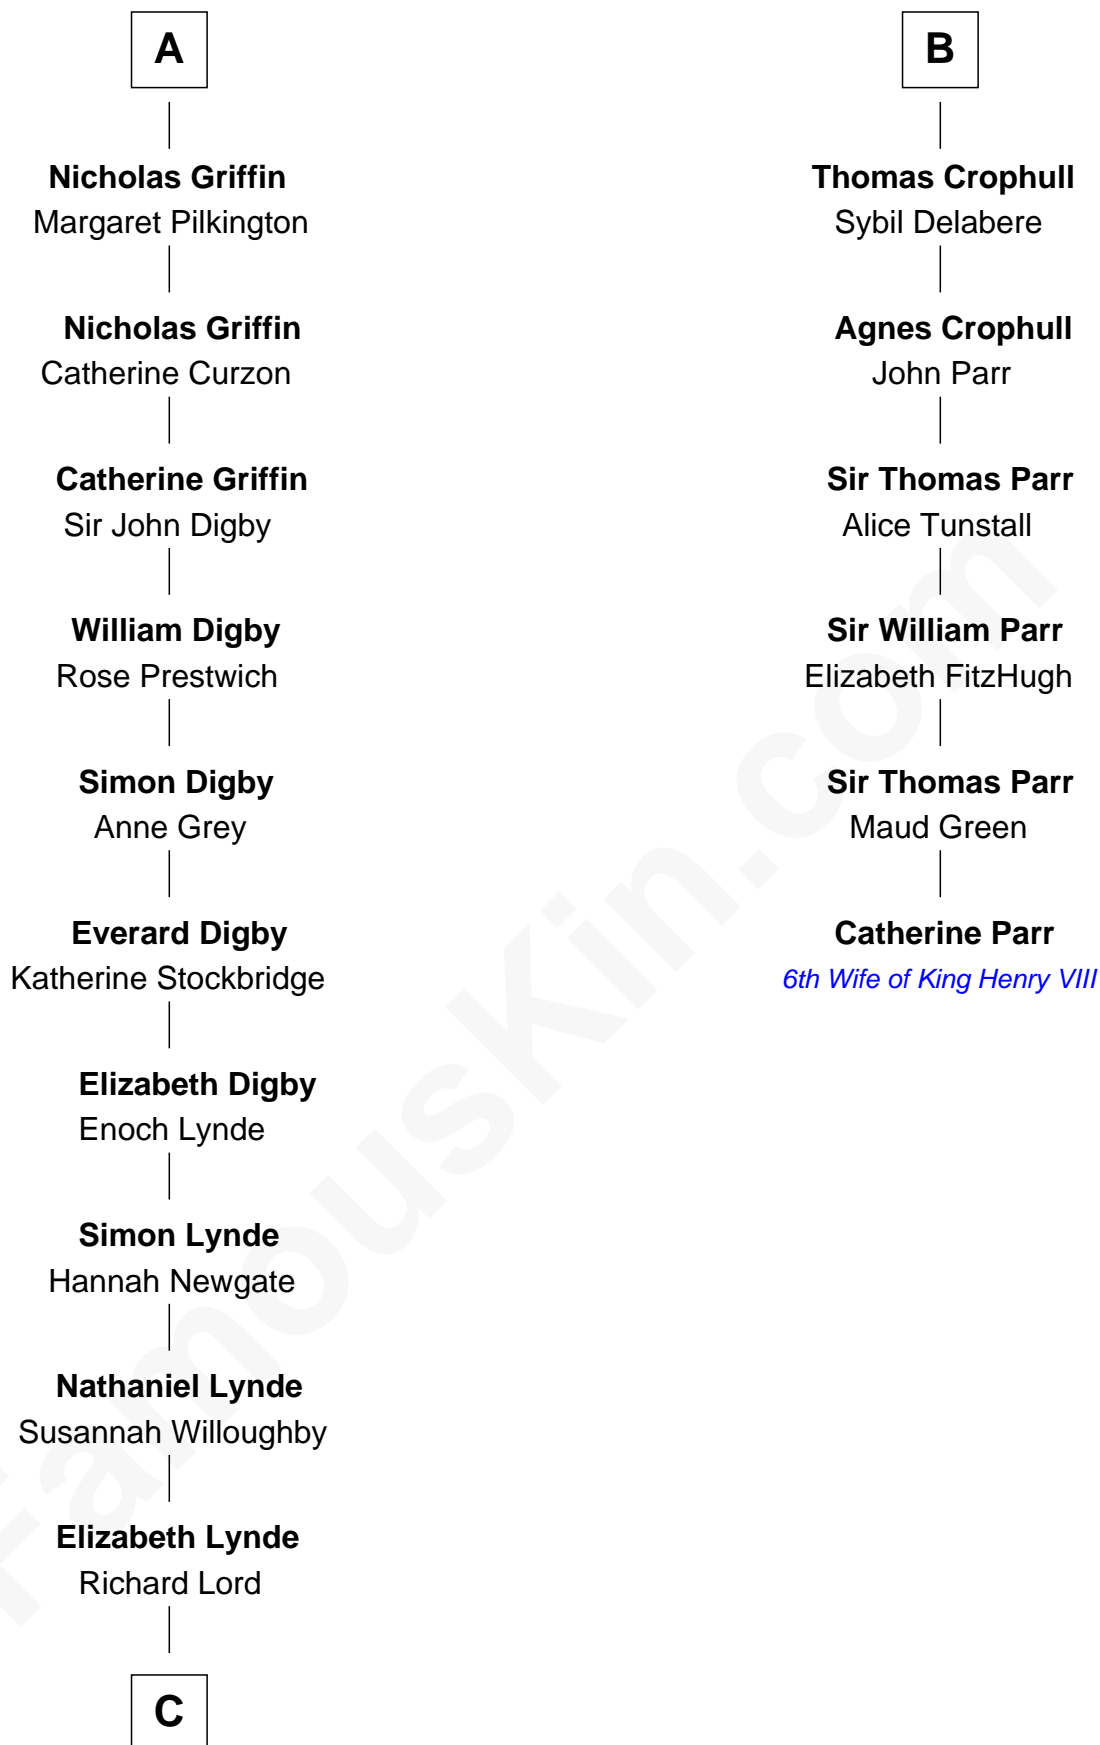 A
Nicholas Griffin
Margaret Pilkington
Nicholas Griffin
Catherine Curzon
Catherine Griffin
Sir John Digby
William Digby
Rose Prestwich
Simon Digby
Anne Grey
Everard Digby
Katherine Stockbridge
Elizabeth Digby
Enoch Lynde
Simon Lynde
Hannah Newgate
Nathaniel Lynde
Susannah Willoughby
Elizabeth Lynde
Richard Lord
C
B
Thomas Crophull
Sybil Delabere
Agnes Crophull
John Parr
Sir Thomas Parr
Alice Tunstall
Sir William Parr
Elizabeth FitzHugh
Sir Thomas Parr
Maud Green
Catherine Parr
6th Wife of King Henry VIII
FamousKin.com